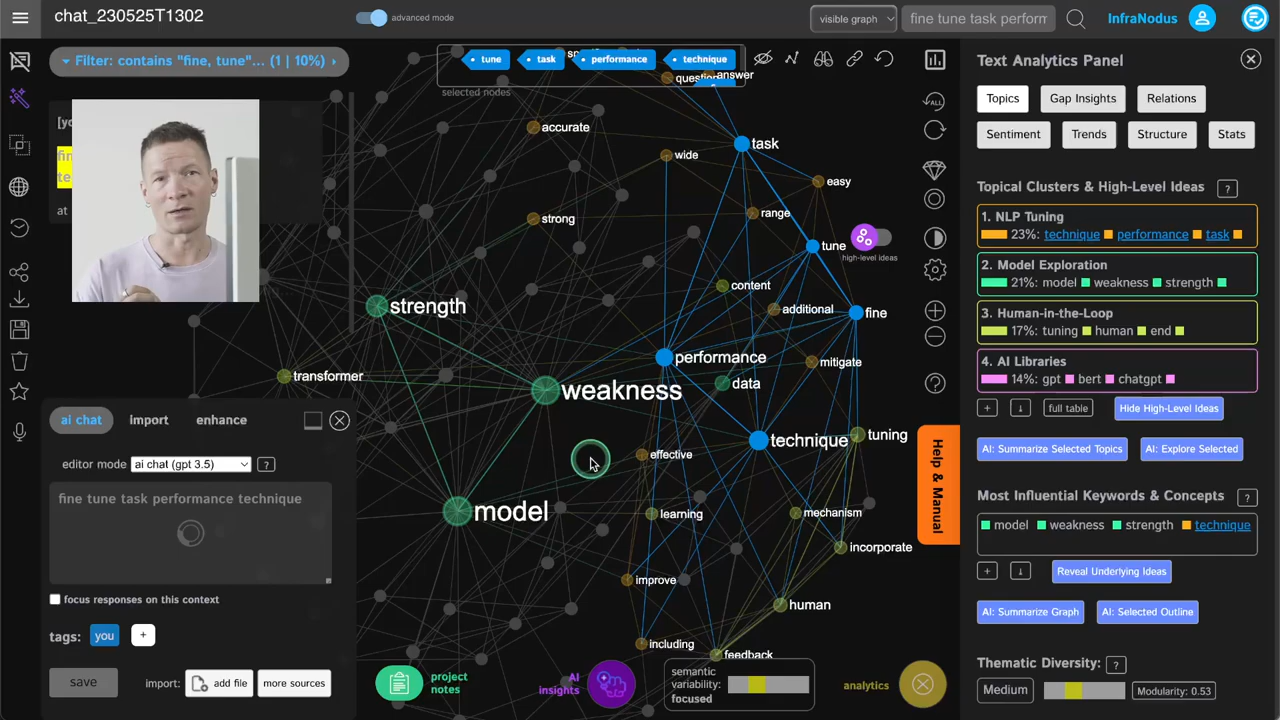 chat_230525T1302
advanced mode
visible graph
fine tune task perform
InfraNodus
Filter: contains "fine, tune"... (1 | 10%)
tune
task
performance
technique
selected nodes
question
answer
accurate
task
wide
easy
range
strong
tune
high-level ideas
content
additional
fine
strength
performance
mitigate
transformer
data
weakness
technique
tuning
effective
model
learning
mechanism
incorporate
improve
human
including
feedback
Help & Manual
at
ai chat
import
enhance
editor mode
ai chat (gpt 3.5)
?
fine tune task performance technique
focus responses on this context
tags:
you
+
save
import:
add file
more sources
project
notes
AI
insights
semantic
variability:
focused
analytics
Text Analytics Panel
Topics
Gap Insights
Relations
Sentiment
Trends
Structure
Stats
Topical Clusters & High-Level Ideas ?
1. NLP Tuning
23%: technique performance task
2. Model Exploration
21%: model weakness strength
3. Human-in-the-Loop
17%: tuning human end
4. AI Libraries
14%: gpt bert chatgpt
+
full table
Hide High-Level Ideas
AI: Summarize Selected Topics
AI: Explore Selected
Most Influential Keywords & Concepts ?
model weakness strength technique
+
Reveal Underlying Ideas
AI: Summarize Graph
AI: Selected Outline
Thematic Diversity: ?
Medium
Modularity: 0.53